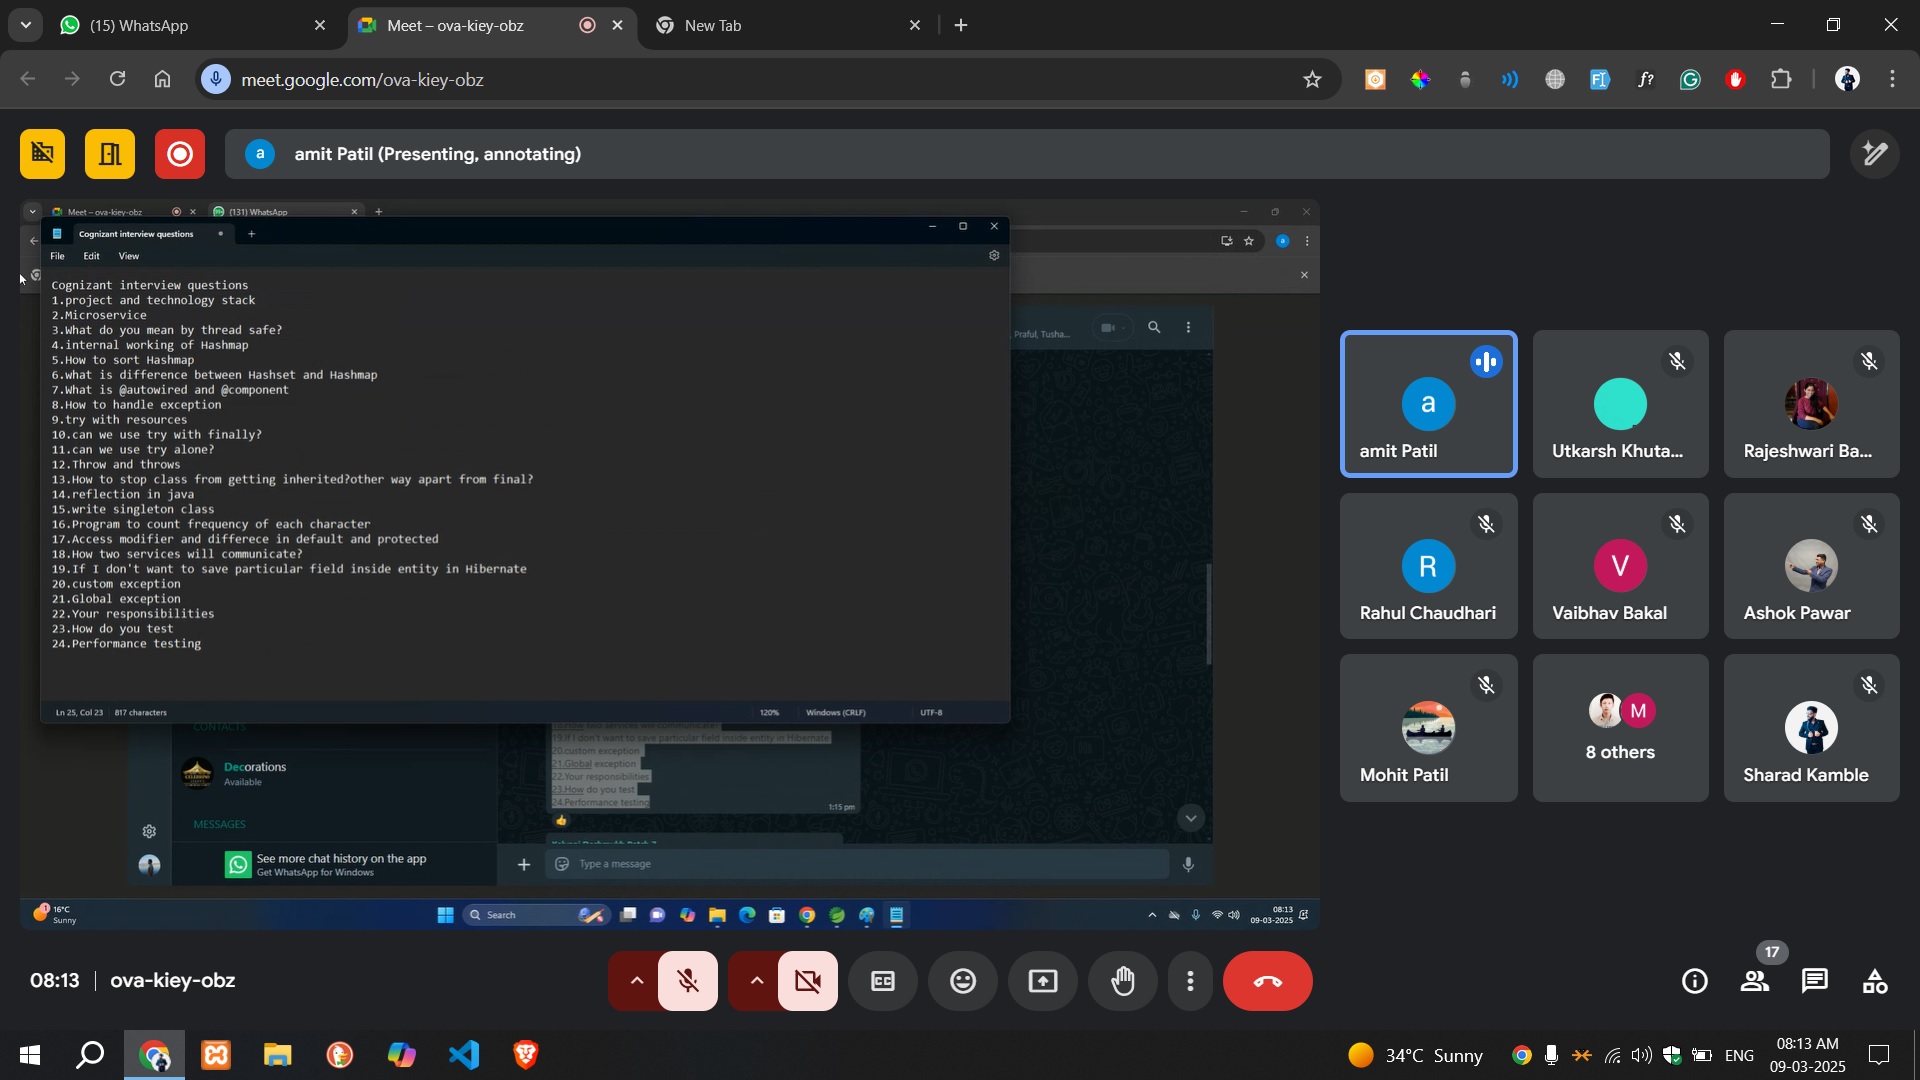 (15) WhatsApp
Meet – ova-kiey-obz
New Tab
meet.google.com/ova-kiey-obz
a
amit Patil (Presenting, annotating)
Meet – ova-kiey-obz
(131) WhatsApp
Cognizant interview questions
File Edit View
Cognizant interview questions
1.project and technology stack
2.Microservice
3.What do you mean by thread safe?
4.internal working of Hashmap
5.How to sort Hashmap
6.what is difference between Hashset and Hashmap
7.What is @autowired and @component
8.How to handle exception
9.try with resources
10.can we use try with finally?
11.can we use try alone?
12.Throw and throws
13.How to stop class from getting inherited?other way apart from final?
14.reflection in java
15.write singleton class
16.Program to count frequency of each character
17.Access modifier and differece in default and protected
18.How two services will communicate?
19.If I don't want to save particular field inside entity in Hibernate
20.custom exception
21.Global exception
22.Your responsibilities
23.How do you test
24.Performance testing
Ln 25, Col 23 817 characters 120% Windows (CRLF) UTF-8
Praful, Tusha...
CONTACTS
Decorations
Available
MESSAGES
See more chat history on the app
Get WhatsApp for Windows
19.If I don't want to save particular field inside entity in Hibernate
20.custom exception
21.Global exception
22.Your responsibilities
23.How do you test
24.Performance testing
1:15 pm
Type a message
16°C
Sunny
Search
08:13
09-03-2025
a
amit Patil
Utkarsh Khuta...
Rajeshwari Ba...
R
Rahul Chaudhari
V
Vaibhav Bakal
Ashok Pawar
Mohit Patil
M
8 others
Sharad Kamble
08:13 ova-kiey-obz
17
34°C Sunny
ENG
08:13 AM
09-03-2025